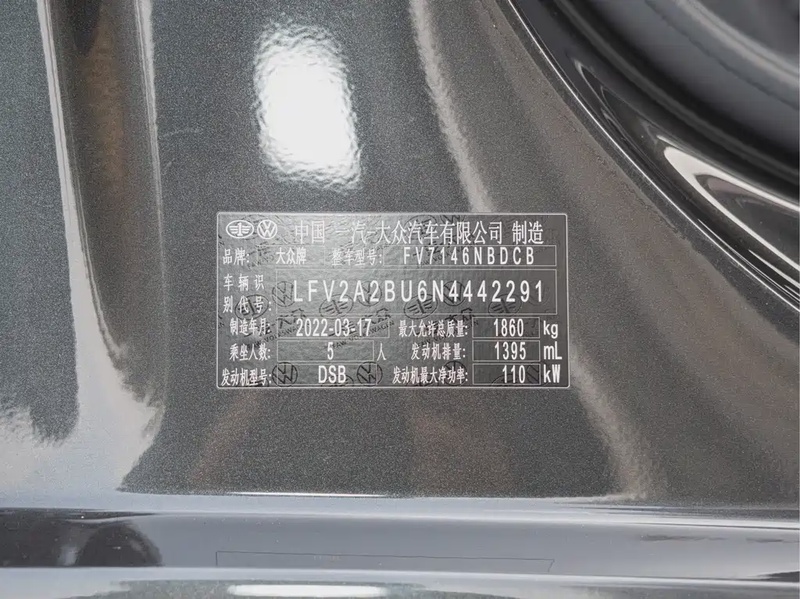 中国 一汽-大众汽车有限公司 制造
品牌: 大众牌 整车型号: FV7146NBDCB
车辆识别代号: LFV2A2BU6N4442291
制造年月: 2022-03-17 最大允许总质量: 1860 kg
乘坐人数: 5 人 发动机排量: 1395 mL
发动机型号: DSB 发动机最大净功率: 110 kW